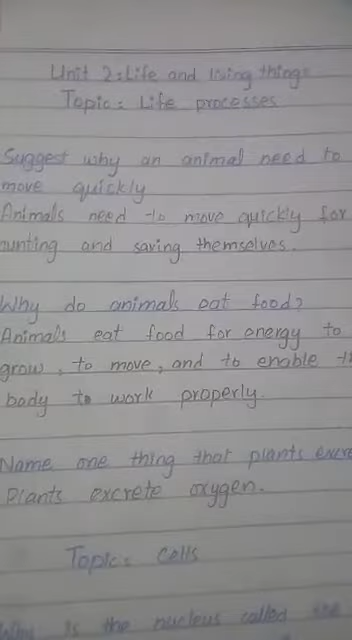 Unit 2: Life and living things
Topic: Life processes
Suggest why an animal need to
move quickly
Animals need to move quickly for
hunting and saving themselves.
Why do animals eat food?
Animals eat food for energy to
grow, to move, and to enable th
body to work properly.
Name one thing that plants excre
Plants excrete oxygen.
Topic: Cells
Why is the nucleus called the